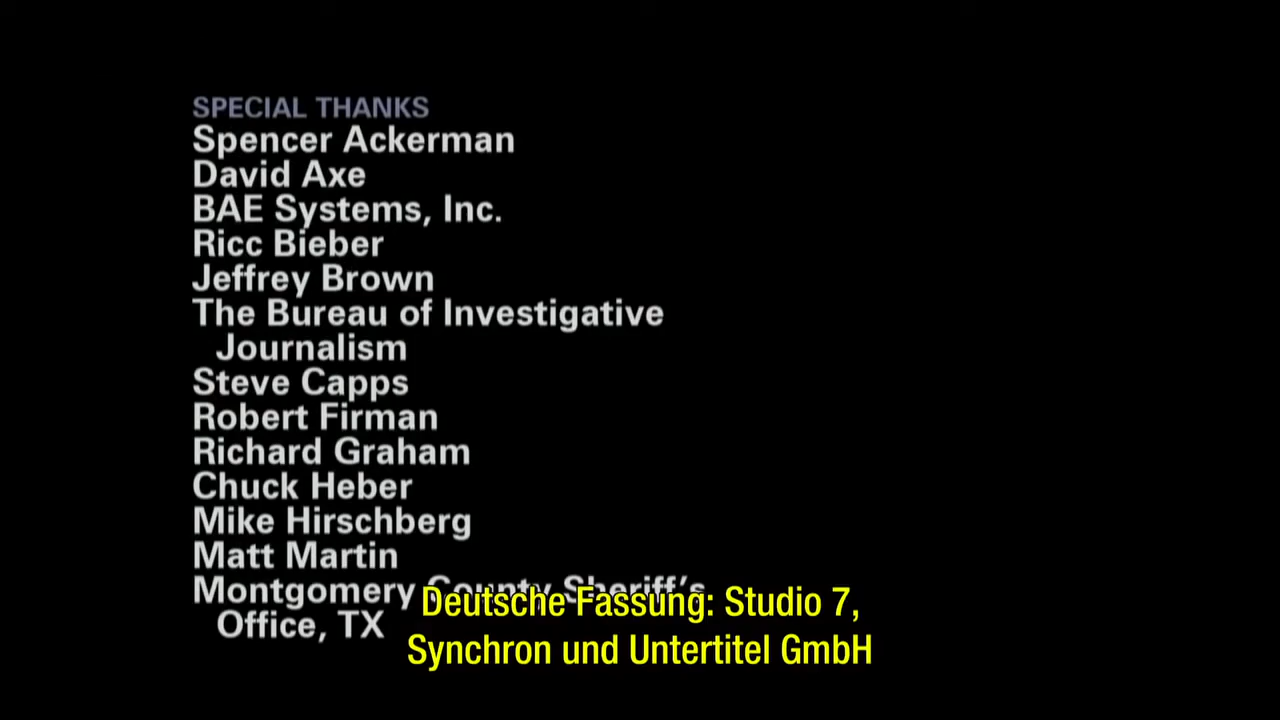 SPECIAL THANKS
Spencer Ackerman
David Axe
BAE Systems, Inc.
Ricc Bieber
Jeffrey Brown
The Bureau of Investigative
Journalism
Steve Capps
Robert Firman
Richard Graham
Chuck Heber
Mike Hirschberg
Matt Martin
Montgomery County Sheriff's
Office, TX
Deutsche Fassung: Studio 7,
Synchron und Untertitel GmbH